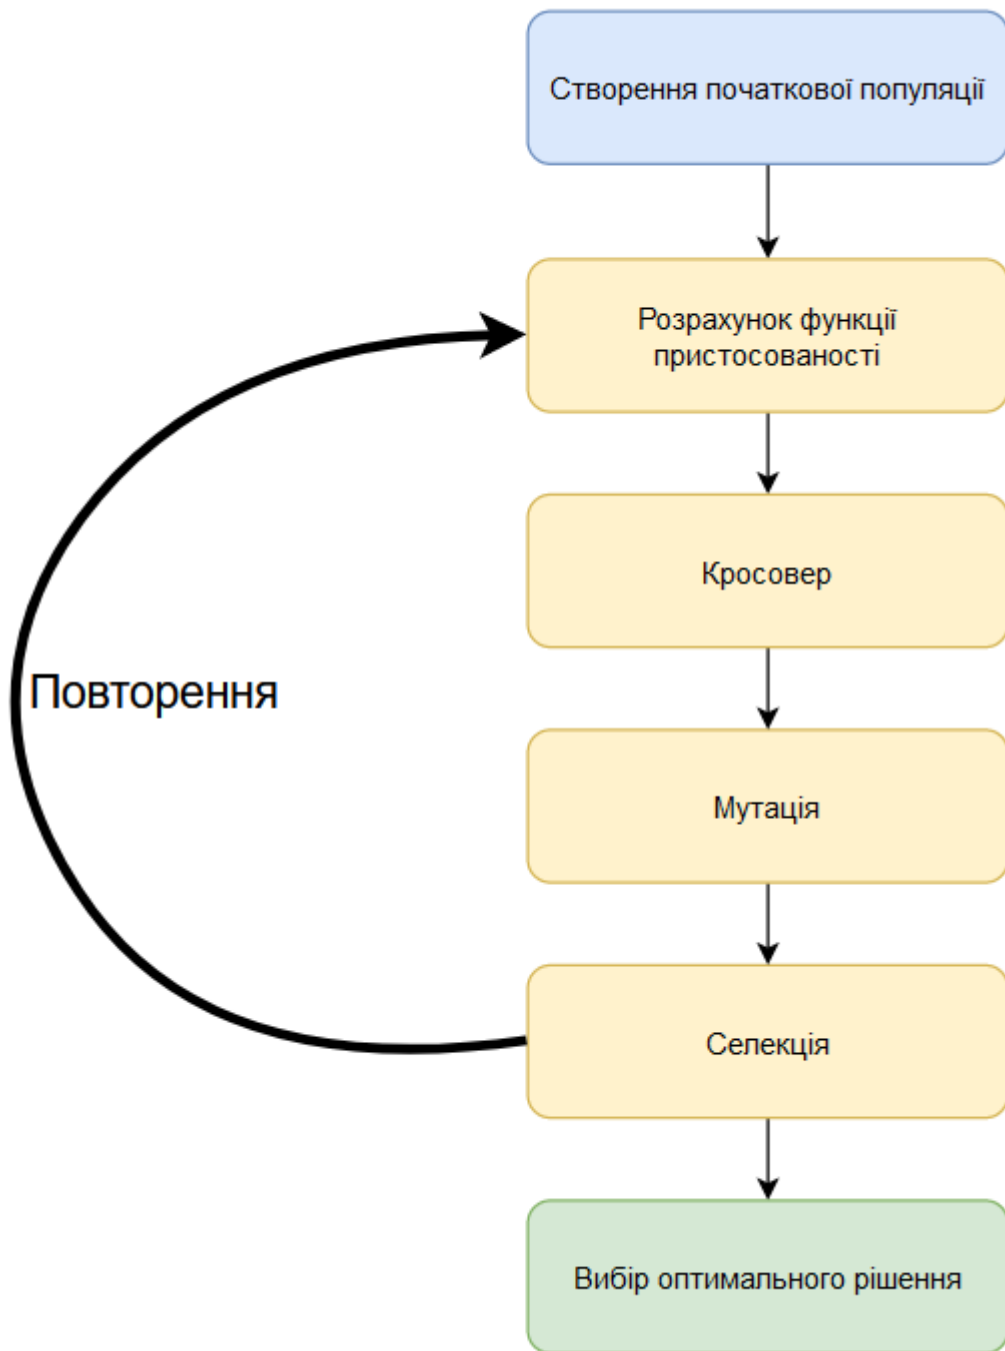 Створення початкової популяції
Розрахунок функції
пристосованості
Кросовер
Повторення
Мутація
Селекція
Вибір оптимального рішення